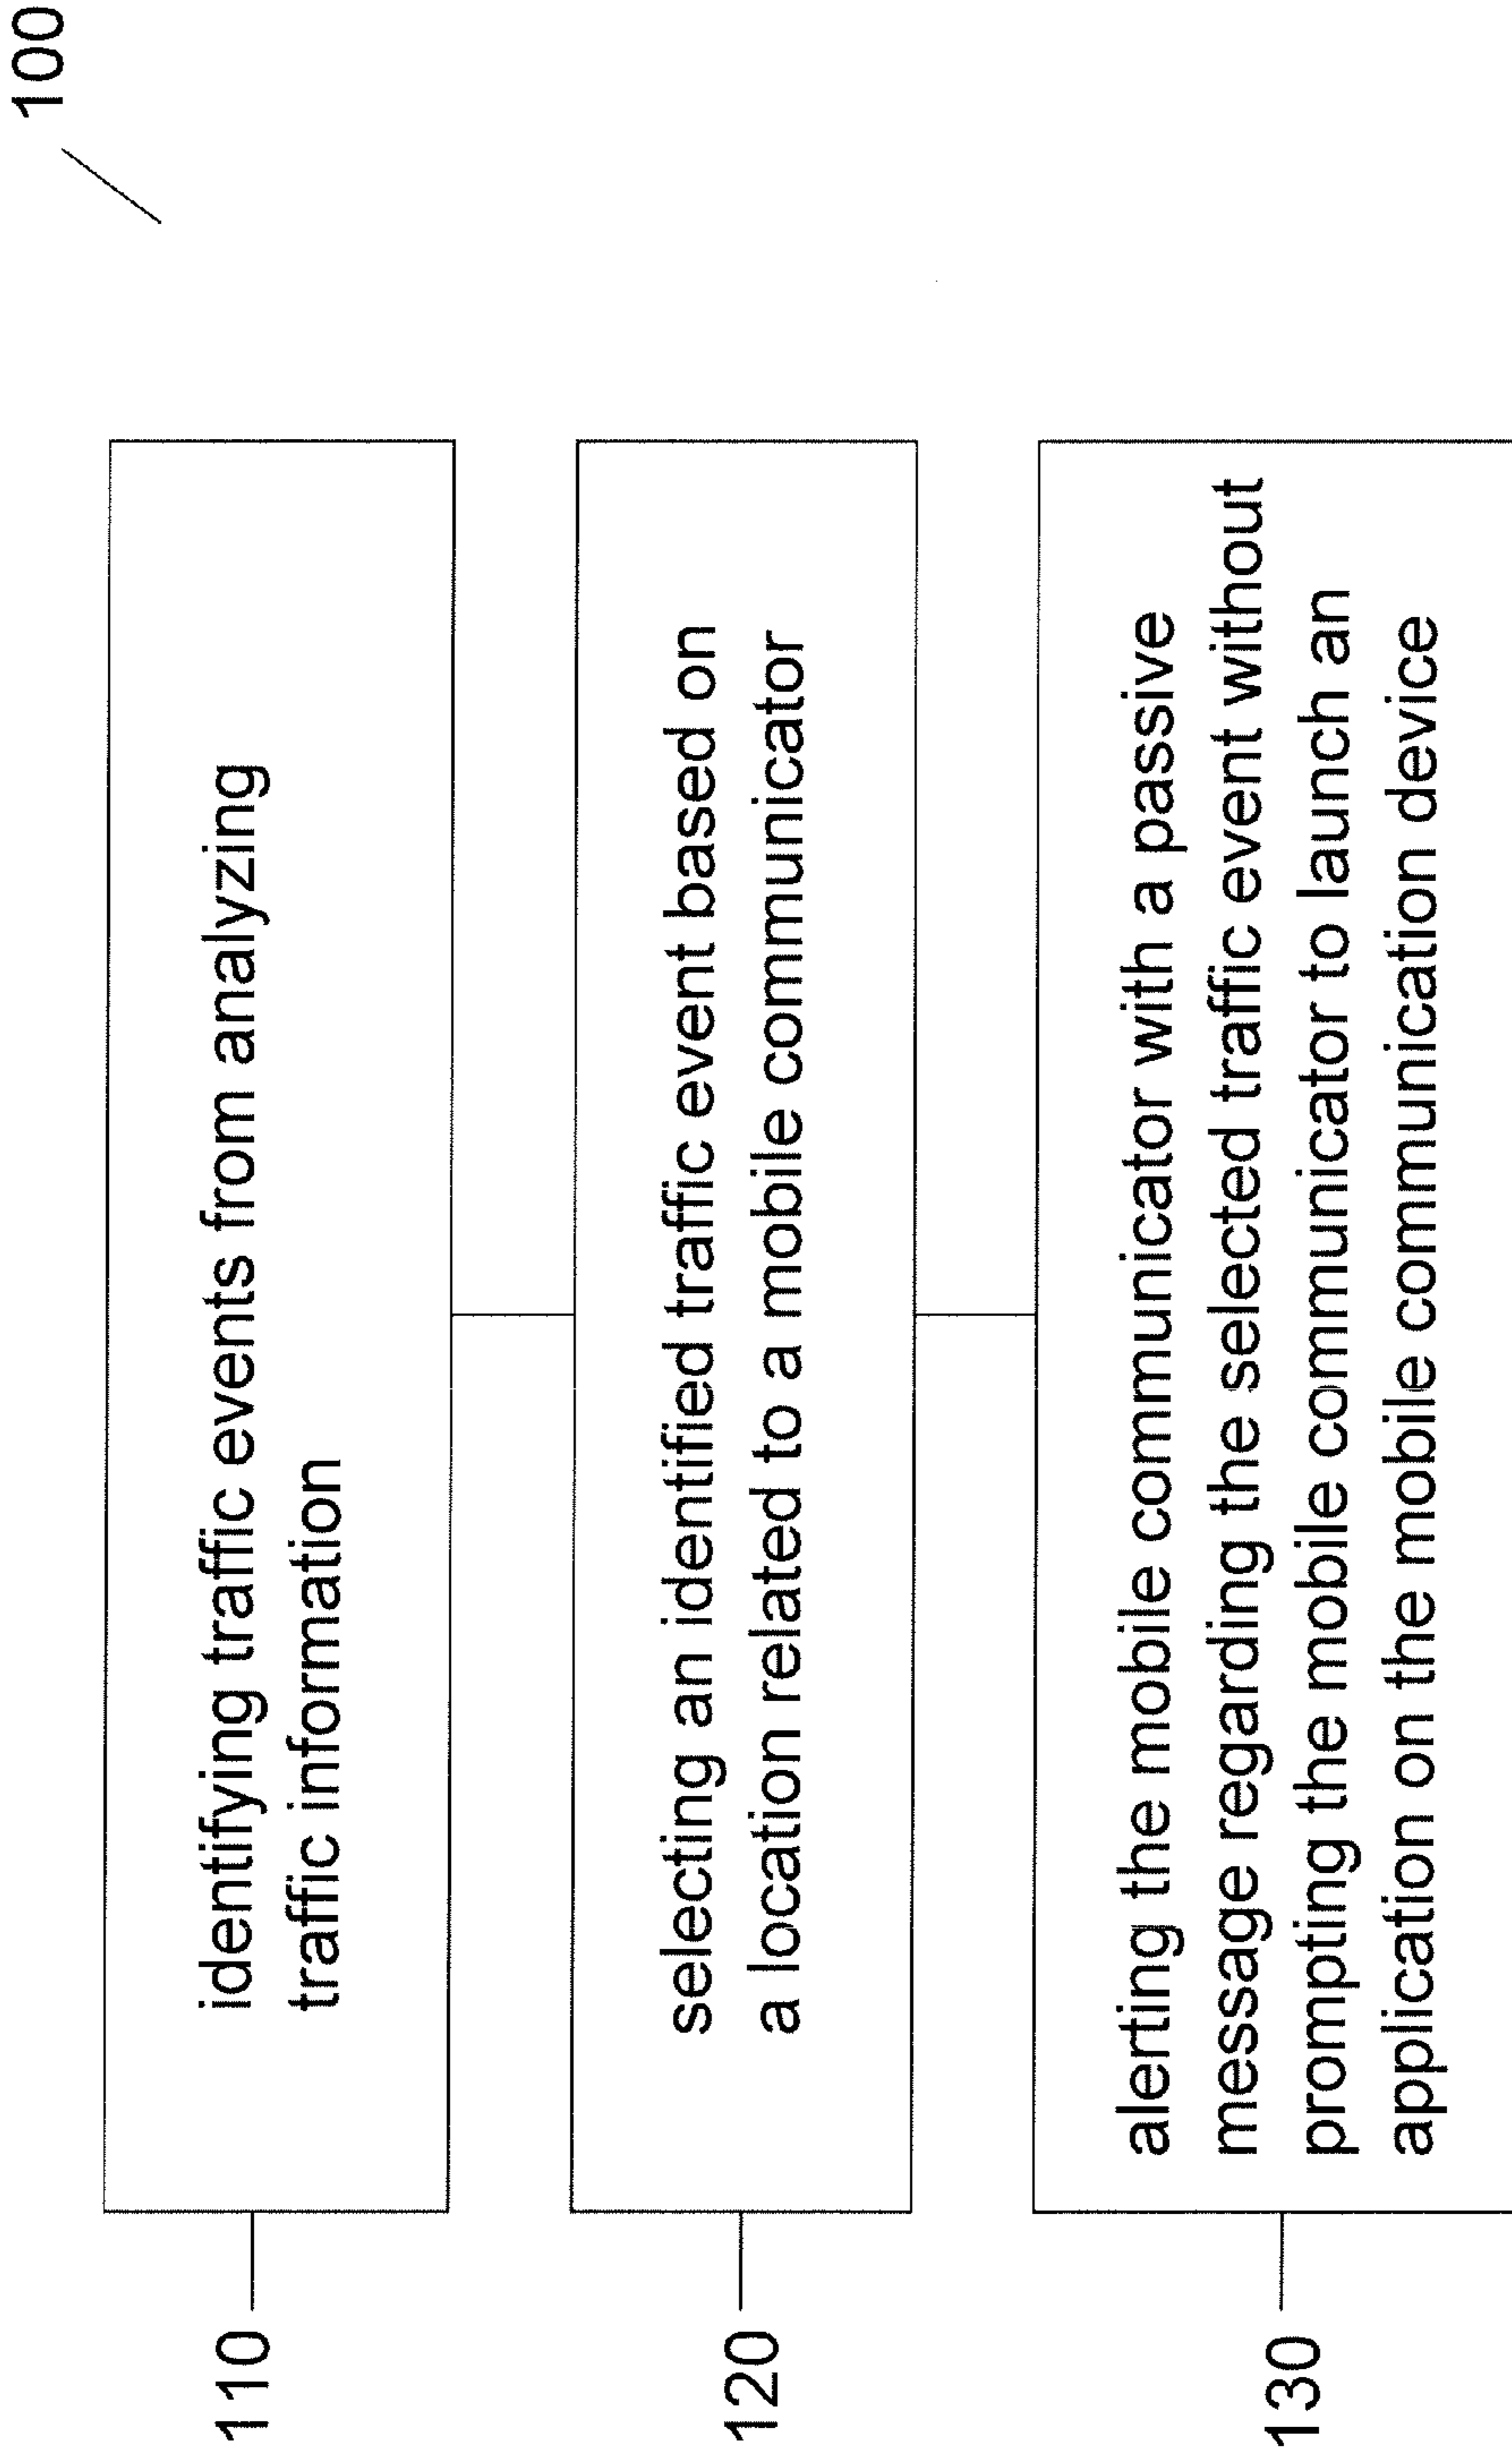 100
110
identifying traffic events from analyzing
traffic information
120
selecting an identified traffic event based on
a location related to a mobile communicator
130
alerting the mobile communicator with a passive
message regarding the selected traffic event without
prompting the mobile communicator to launch an
application on the mobile communication device